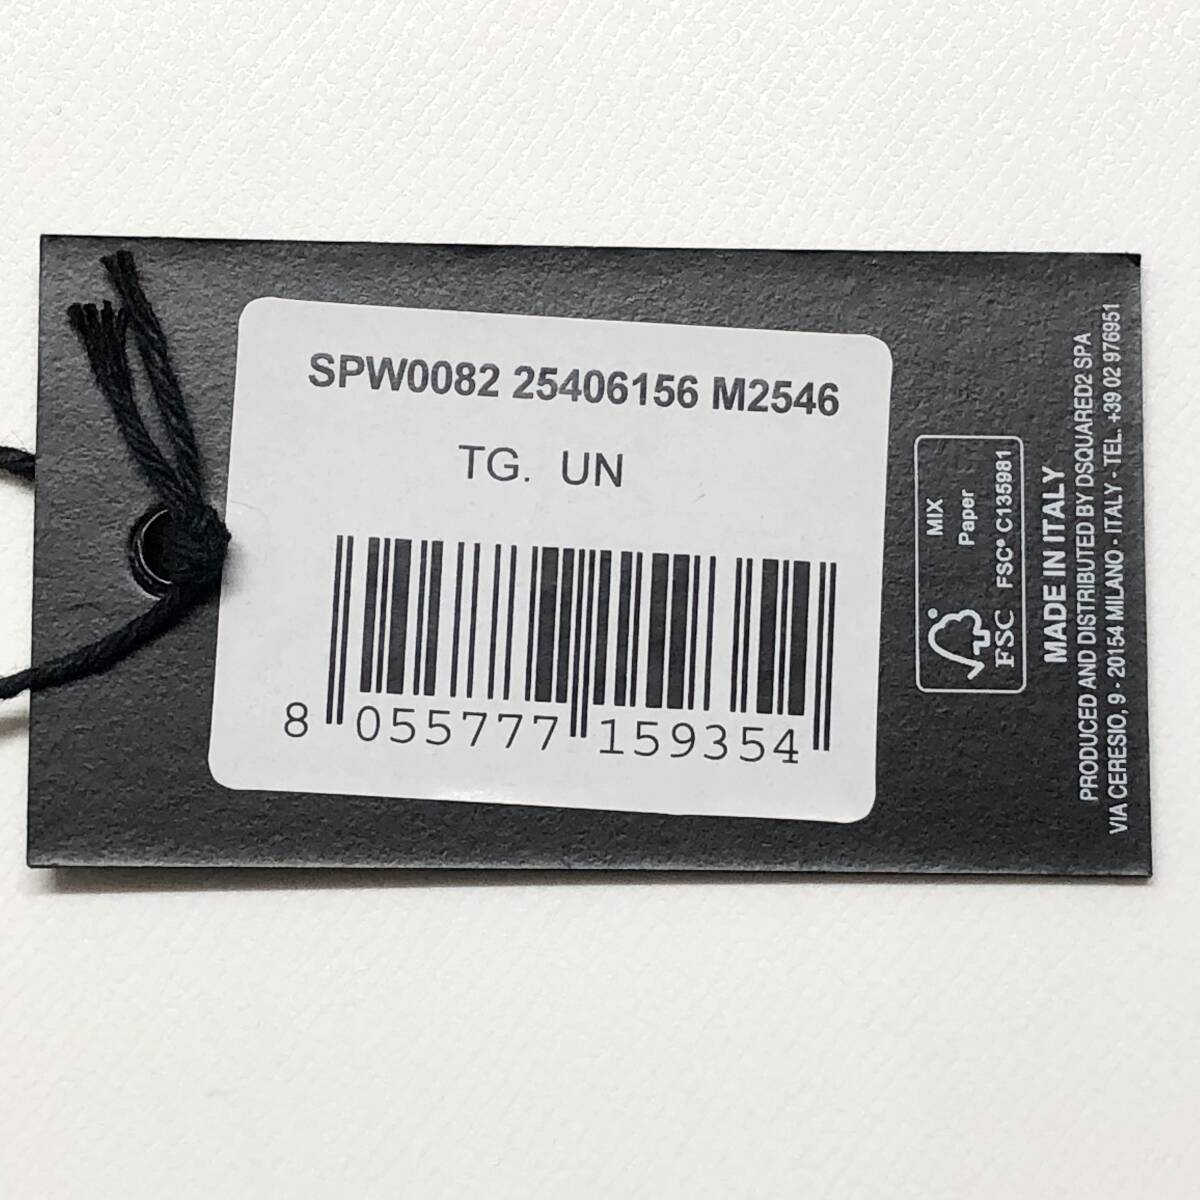 SPW0082 25406156 M2546
TG. UN
8 055777 159354
MIX
Paper
FSC® C135981
FSC
MADE IN ITALY
PRODUCED AND DISTRIBUTED BY DSQUARED2 SPA
VIA CERESIO, 9 - 20154 MILANO - ITALY - TEL. +39 02 976951